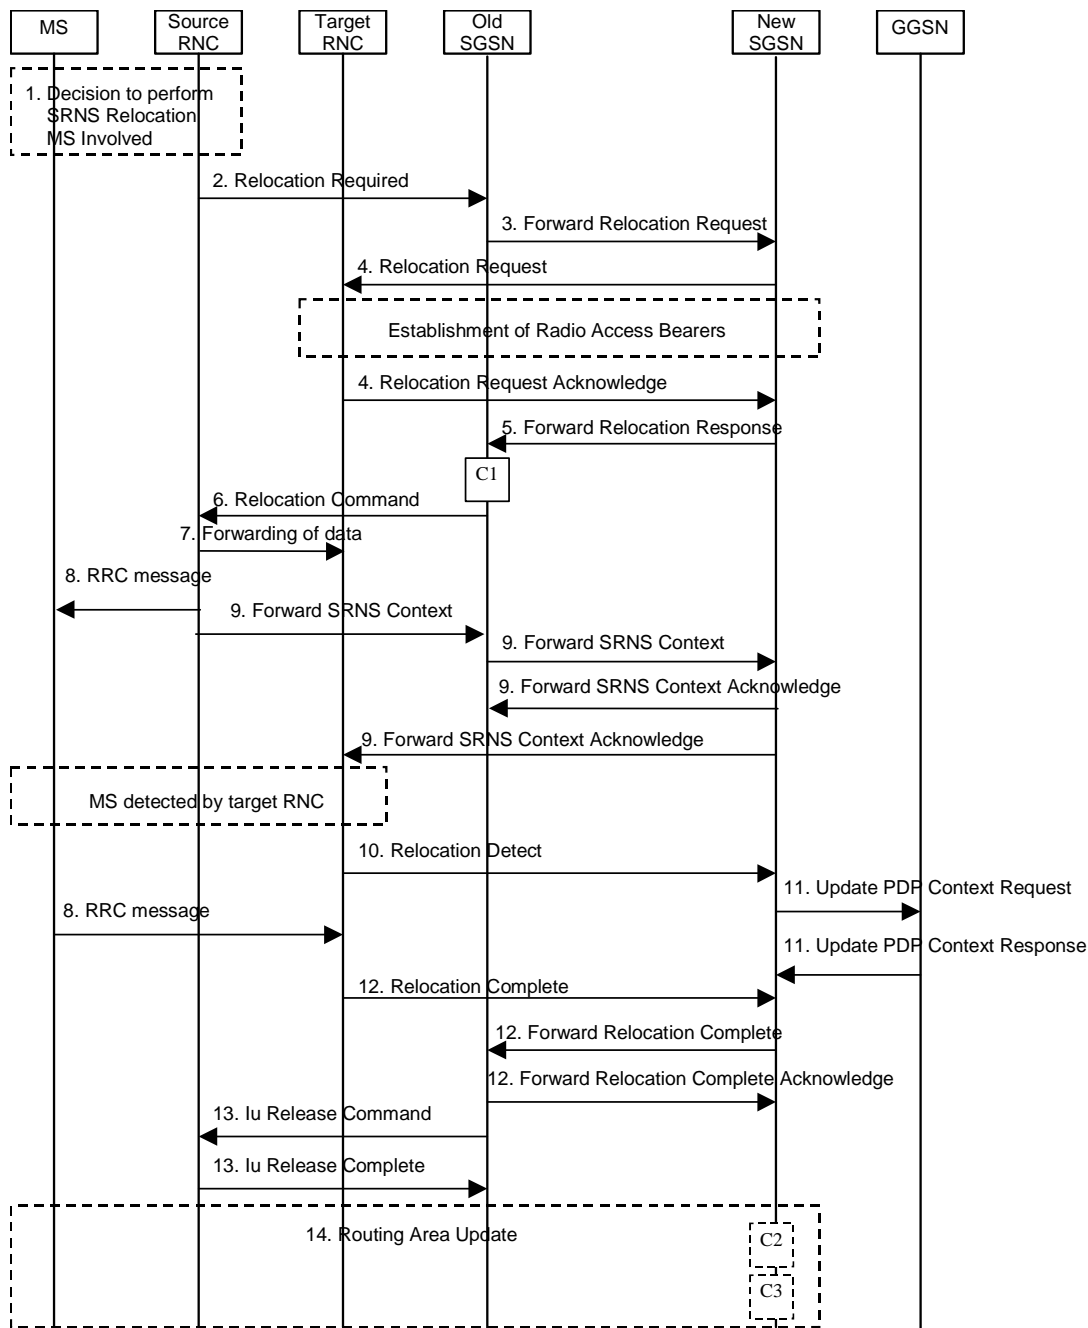 MS
Source
RNC
Target
RNC
Old
SGSN
New
SGSN
GGSN
1. Decision to perform
SRNS Relocation
MS Involved
2. Relocation Required
3. Forward Relocation Request
4. Relocation Request
Establishment of Radio Access Bearers
4. Relocation Request Acknowledge
5. Forward Relocation Response
C1
6. Relocation Command
7. Forwarding of data
8. RRC message
9. Forward SRNS Context
9. Forward SRNS Context
9. Forward SRNS Context Acknowledge
9. Forward SRNS Context Acknowledge
MS detected by target RNC
10. Relocation Detect
11. Update PDP Context Request
8. RRC message
11. Update PDP Context Response
12. Relocation Complete
12. Forward Relocation Complete
12. Forward Relocation Complete Acknowledge
13. Iu Release Command
13. Iu Release Complete
14. Routing Area Update
C2
C3